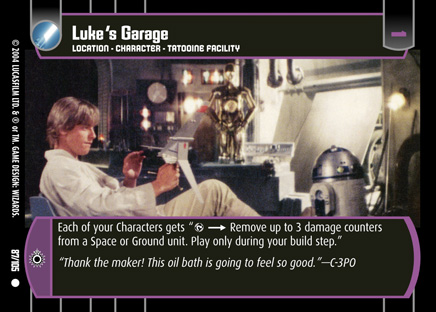 Luke's Garage
LOCATION - CHARACTER - TATOOINE FACILITY
Each of your Characters gets " → Remove up to 3 damage counters
from a Space or Ground unit. Play only during your build step."
"Thank the maker! This oil bath is going to feel so good."—C-3PO
© 2004 LUCASFILM LTD. & ® or TM. GAME DESIGN: WIZARDS.
87/105